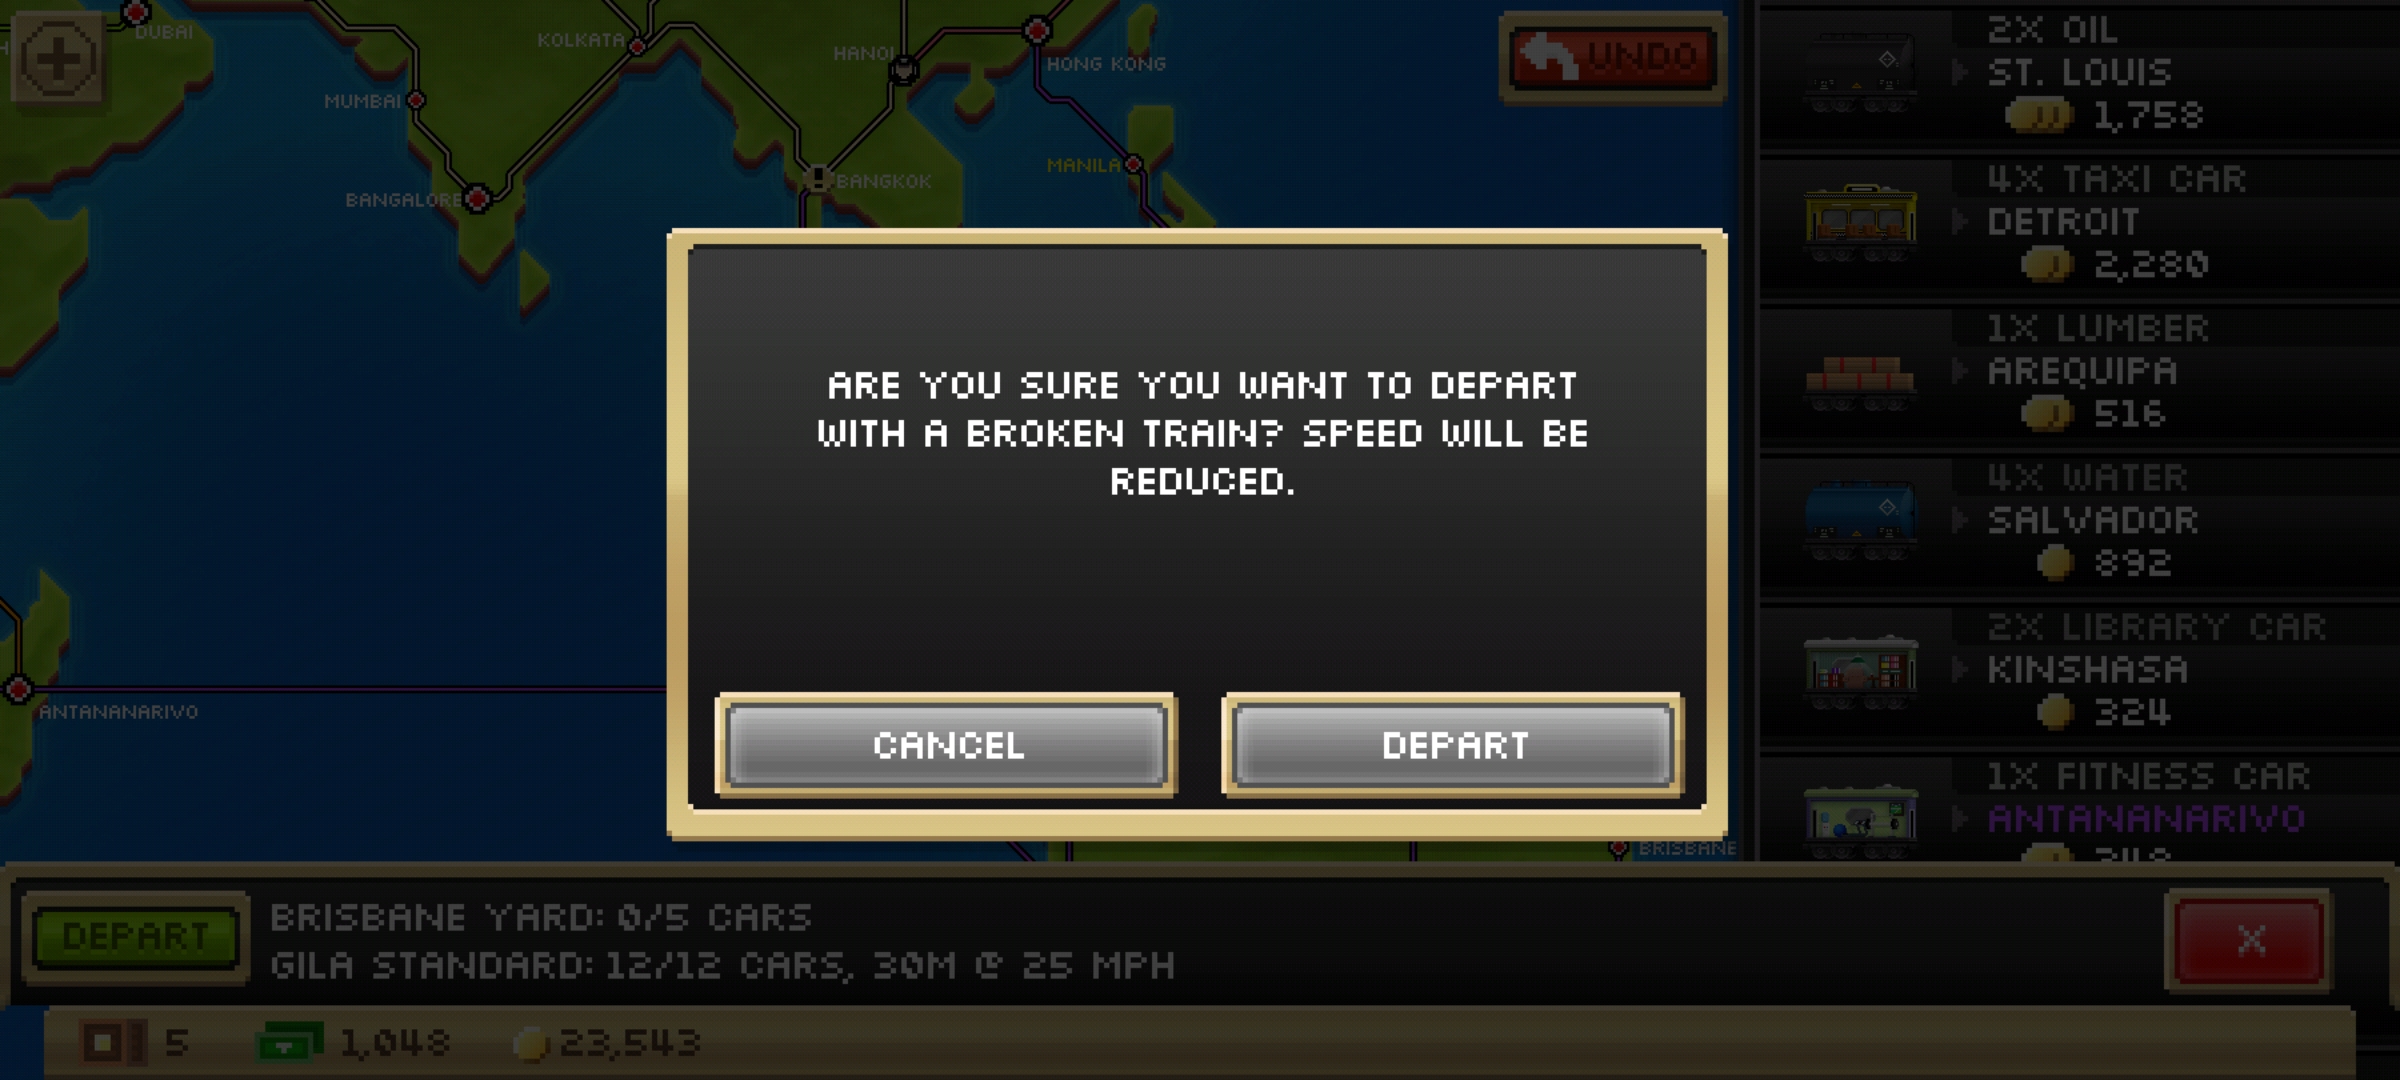 DUBAI
KOLKATA
HANOI
HONG KONG
MUMBAI
MANILA
BANGALORE
BANGKOK
ANTANANARIVO
BRISBANE
UNDO
2X OIL
ST. LOUIS
1,758
4X TAXI CAR
DETROIT
2,280
1X LUMBER
AREQUIPA
516
4X WATER
SALVADOR
892
2X LIBRARY CAR
KINSHASA
324
1X FITNESS CAR
ANTANANARIVO
ARE YOU SURE YOU WANT TO DEPART
WITH A BROKEN TRAIN? SPEED WILL BE
REDUCED.
CANCEL
DEPART
DEPART
BRISBANE YARD: 0/5 CARS
GILA STANDARD: 12/12 CARS, 30M @ 25 MPH
X
5
1,048
23,543